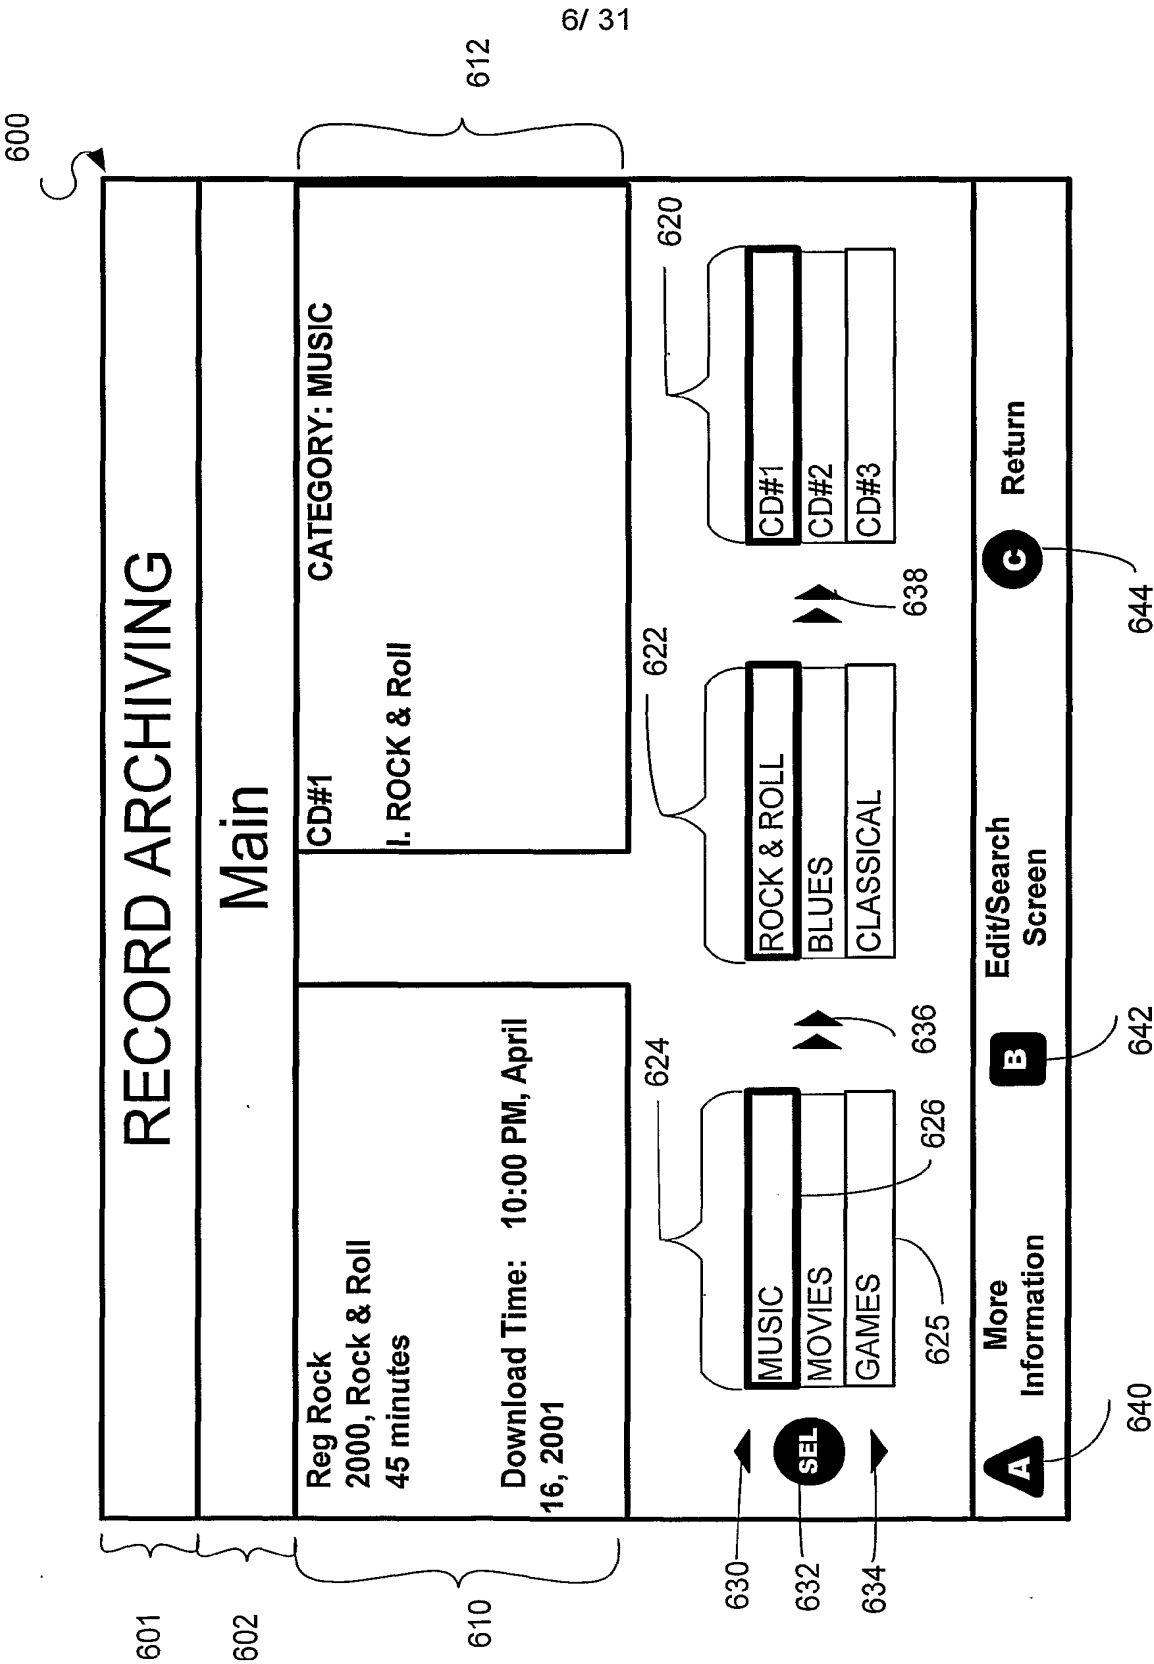 6/ 31
600
RECORD ARCHIVING
601
Main
602
Reg Rock
2000, Rock & Roll
45 minutes
Download Time: 10:00 PM, April
16, 2001
610
CD#1 CATEGORY: MUSIC
I. ROCK & Roll
612
624
622
620
630
SEL
632
634
MUSIC
MOVIES
GAMES
625
626
636
ROCK & ROLL
BLUES
CLASSICAL
638
CD#1
CD#2
CD#3
A
More
Information
B
Edit/Search
Screen
C
Return
640
642
644